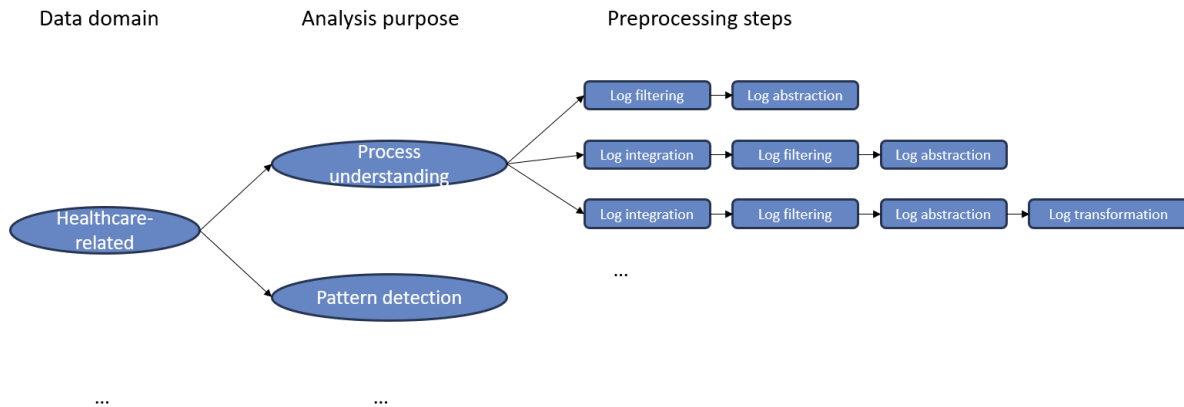 Data domain
Analysis purpose
Preprocessing steps
Log filtering
Log abstraction
Process
understanding
Log integration
Log filtering
Log abstraction
Healthcare-
related
Log integration
Log filtering
Log abstraction
Log transformation
...
Pattern detection
...
...